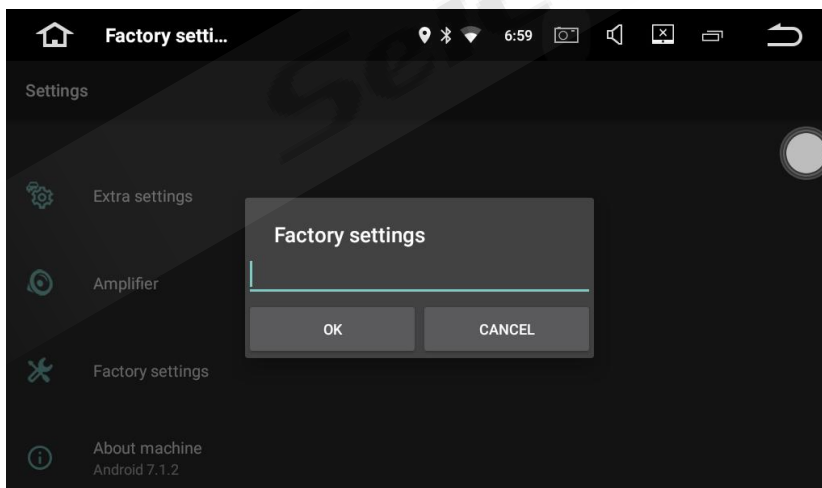 Factory setti...
6:59
Settings
Extra settings
Factory settings
Amplifier
OK
CANCEL
Factory settings
About machine
Android 7.1.2